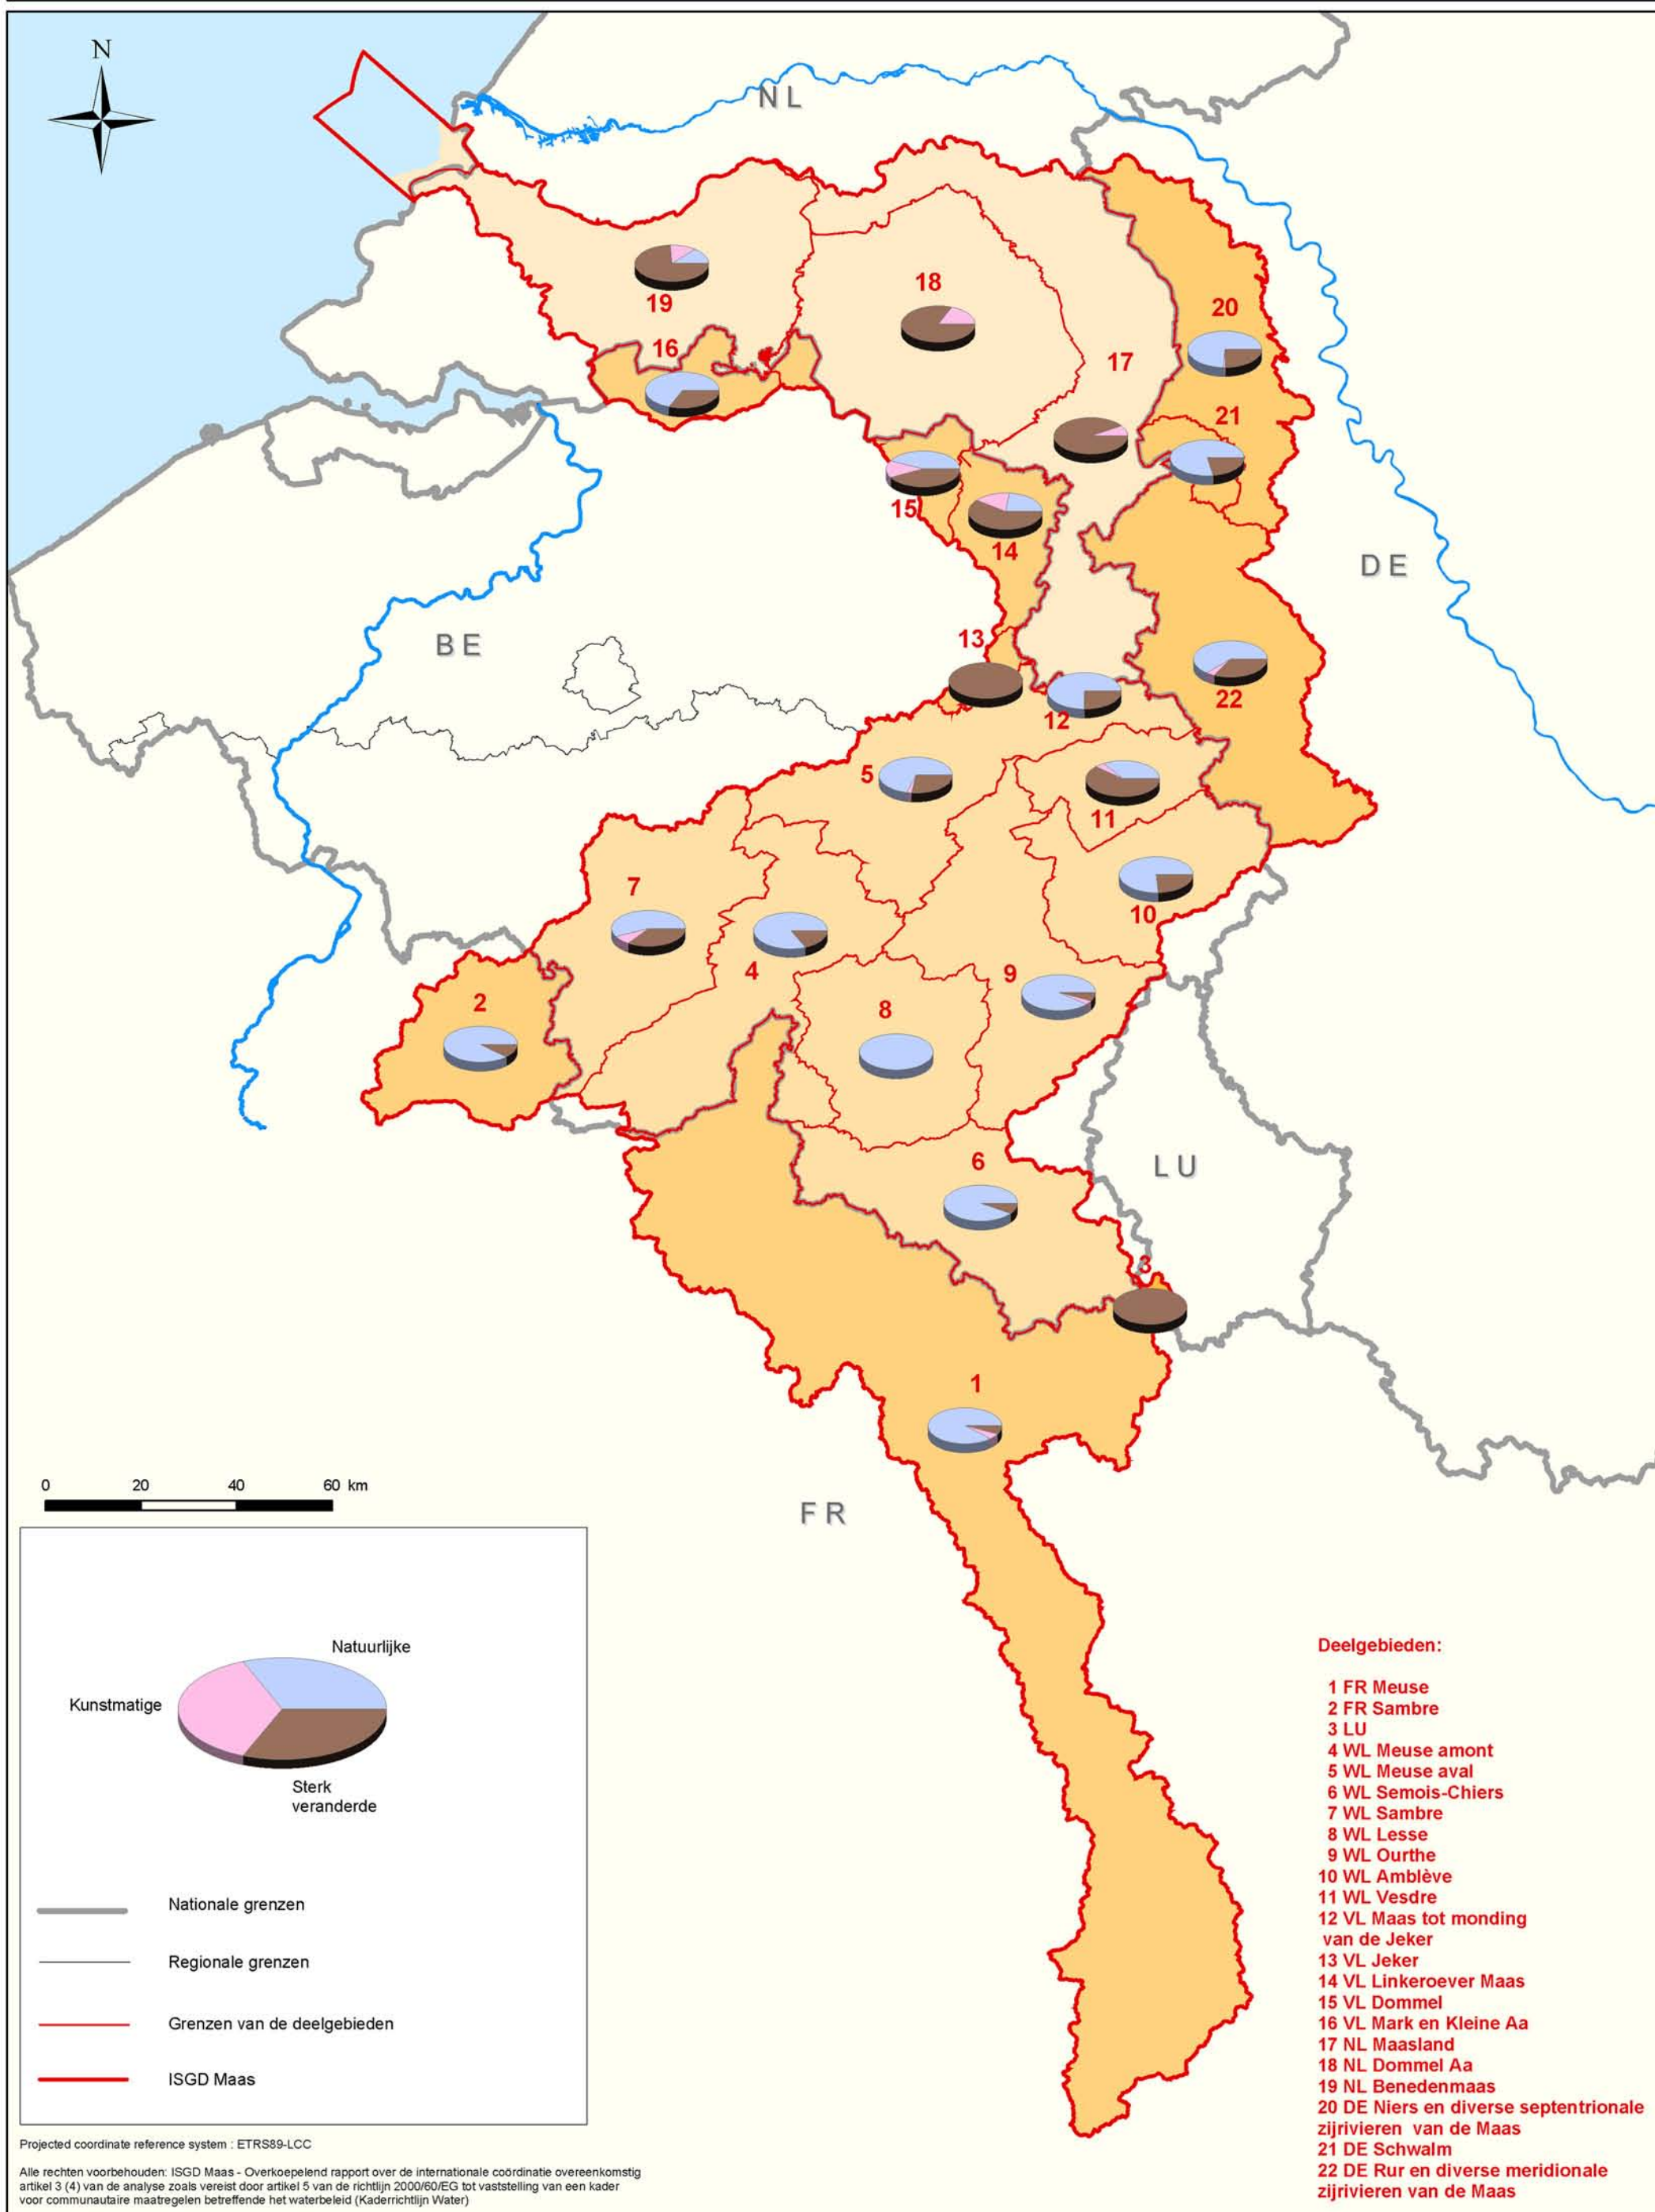 N
NL
19
18
20
16
17
21
15
14
DE
BE
13
22
12
5
11
7
10
4
9
2
8
6
LU
3
1
FR
0 20 40 60 km
Natuurlijke
Kunstmatige
Sterk
veranderde
Nationale grenzen
Regionale grenzen
Grenzen van de deelgebieden
ISGD Maas
Projected coordinate reference system : ETRS89-LCC
Alle rechten voorbehouden: ISGD Maas - Overkoepelend rapport over de internationale coördinatie overeenkomstig
artikel 3 (4) van de analyse zoals vereist door artikel 5 van de richtlijn 2000/60/EG tot vaststelling van een kader
voor communautaire maatregelen betreffende het waterbeleid (Kaderrichtlijn Water)
Deelgebieden:
1 FR Meuse
2 FR Sambre
3 LU
4 WL Meuse amont
5 WL Meuse aval
6 WL Semois-Chiers
7 WL Sambre
8 WL Lesse
9 WL Ourthe
10 WL Amblève
11 WL Vesdre
12 VL Maas tot monding
van de Jeker
13 VL Jeker
14 VL Linkeroever Maas
15 VL Dommel
16 VL Mark en Kleine Aa
17 NL Maasland
18 NL Dommel Aa
19 NL Benedenmaas
20 DE Niers en diverse septentrionale
zijrivieren van de Maas
21 DE Schwalm
22 DE Rur en diverse meridionale
zijrivieren van de Maas